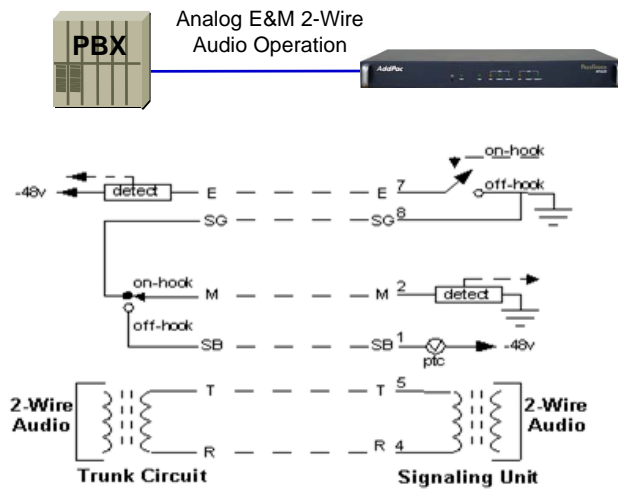 Analog E&M 2-Wire
Audio Operation
PBX
AddPac
on-hook
-48v
detect
E
E
7
off-hook
SG
SG
8
on-hook
M
M
2
detect
off-hook
SB
SB
1
-48v
ptc
T
T
5
2-Wire
Audio
2-Wire
Audio
R
R
4
Trunk Circuit
Signaling Unit